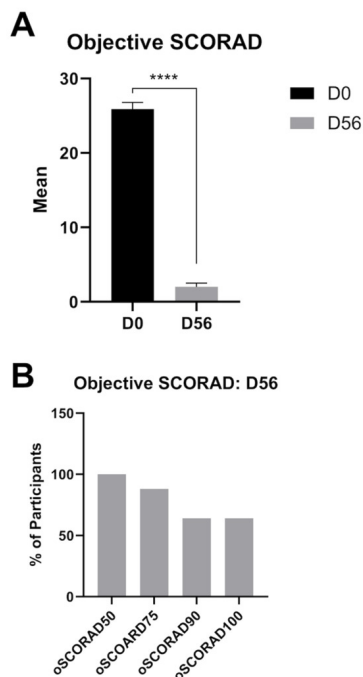 A
Objective SCORAD
30
20
10
0
Mean
****
D0
D56
D0
D56
B
Objective SCORAD: D56
150
100
50
0
% of Participants
oSCORAD50
oSCOARD75
oSCORAD90
oSCORAD100